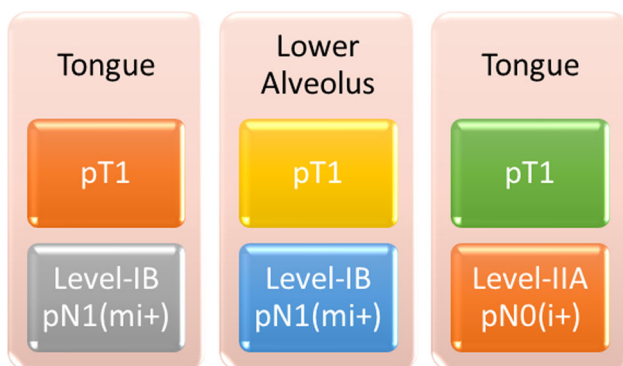 Tongue
pT1
Level-IB
pN1(mi+)
Lower
Alveolus
pT1
Level-IB
pN1(mi+)
Tongue
pT1
Level-IIA
pN0(i+)